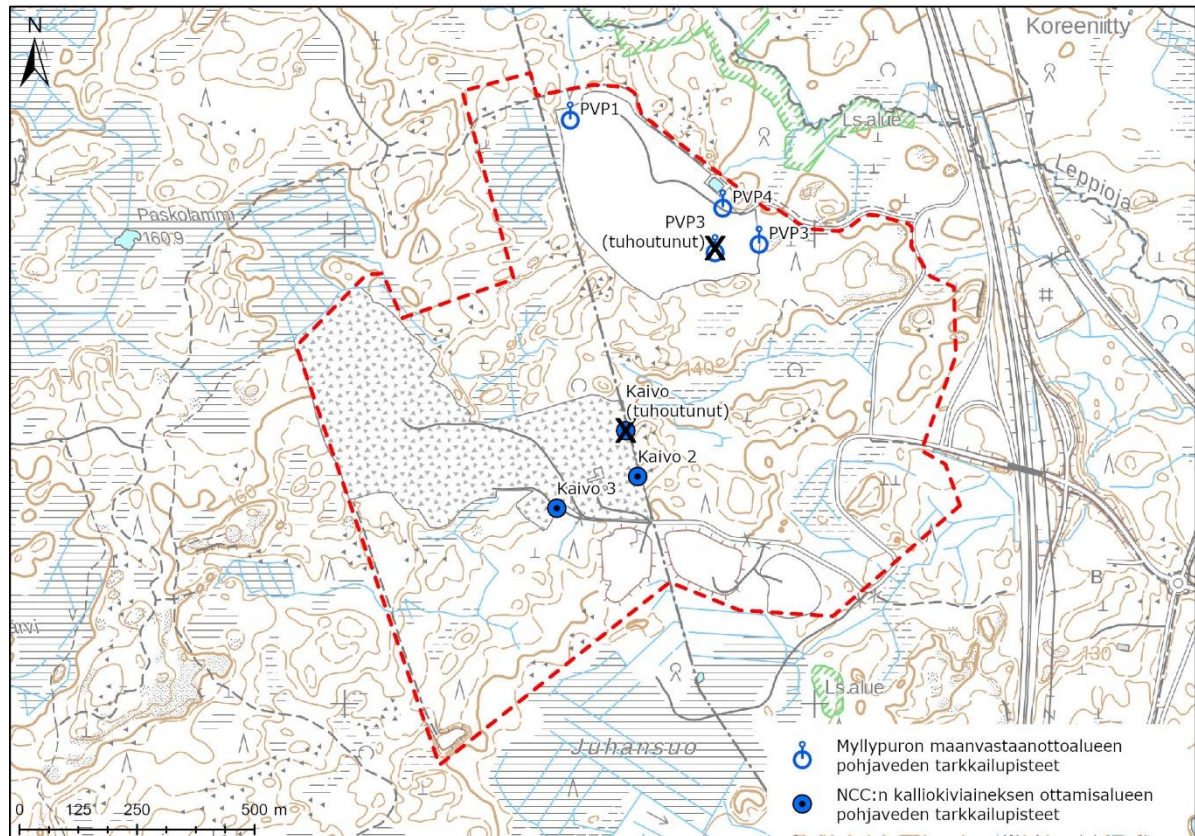 N
Koreeniitty
PVP1
Ls.alue
Leppioja
PVP4
PVP3
(tuhoutunut)
PVP3
Paskolammi
160.9
140
Kaivo
(tuhoutunut)
Kaivo 2
160
Kaivo 3
B
ärvi
130
Ls.alue
Juhansuo
Myllypuron maanvastaanottoalueen
pohjaveden tarkkailupisteet
NCC:n kalliokiviaineksen ottamisalueen
pohjaveden tarkkailupisteet
0 125 250 500 m